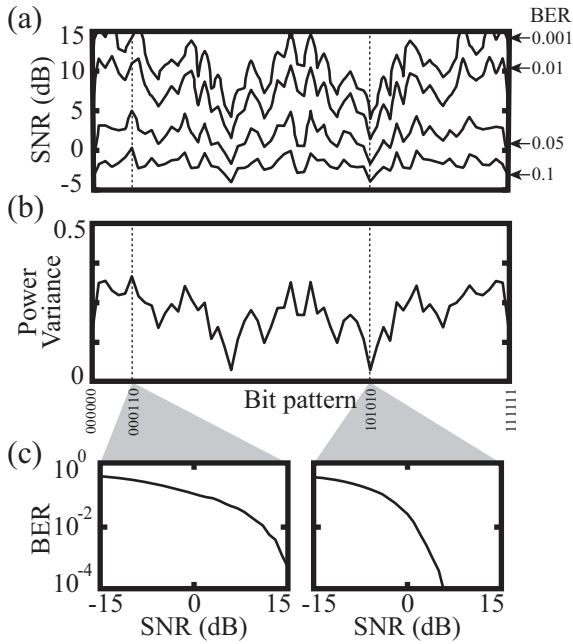 (a)
BER
15
10
5
0
-5
SNR (dB)
0.001
0.01
0.05
0.1
(b)
0.5
0
Power
Variance
Bit pattern
000000
000110
101010
111111
(c)
BER
10^0
10^-2
10^-4
-15
0
15
-15
0
15
SNR (dB)
SNR (dB)